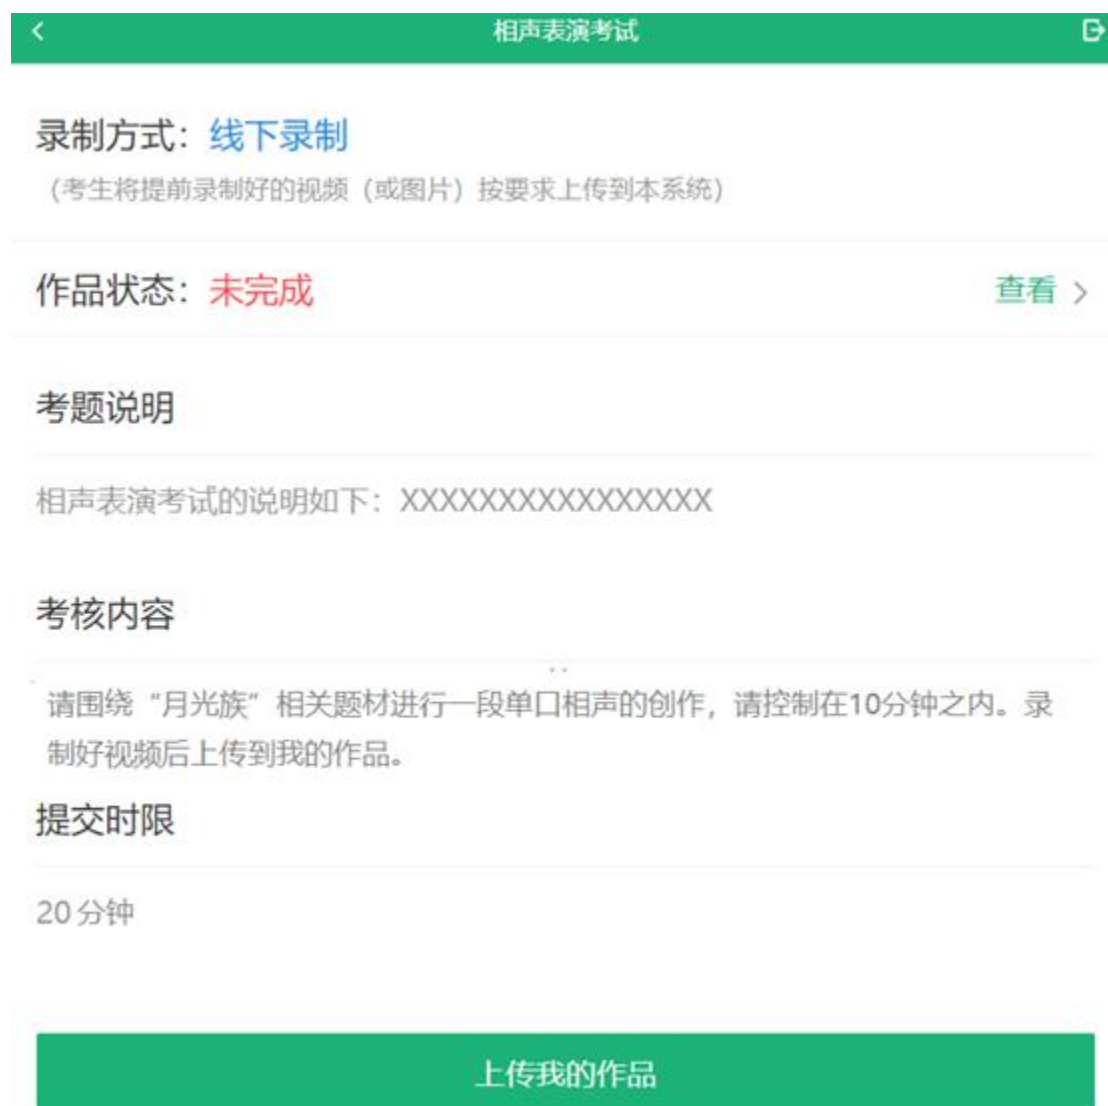 相声表演考试
录制方式：线下录制
（考生将提前录制好的视频（或图片）按要求上传到本系统）
作品状态：未完成
查看
考题说明
相声表演考试的说明如下：XXXXXXXXXXXXXXXX
考核内容
请围绕“月光族”相关题材进行一段单口相声的创作，请控制在10分钟之内。录
制好视频后上传到我的作品。
提交时限
20 分钟
上传我的作品